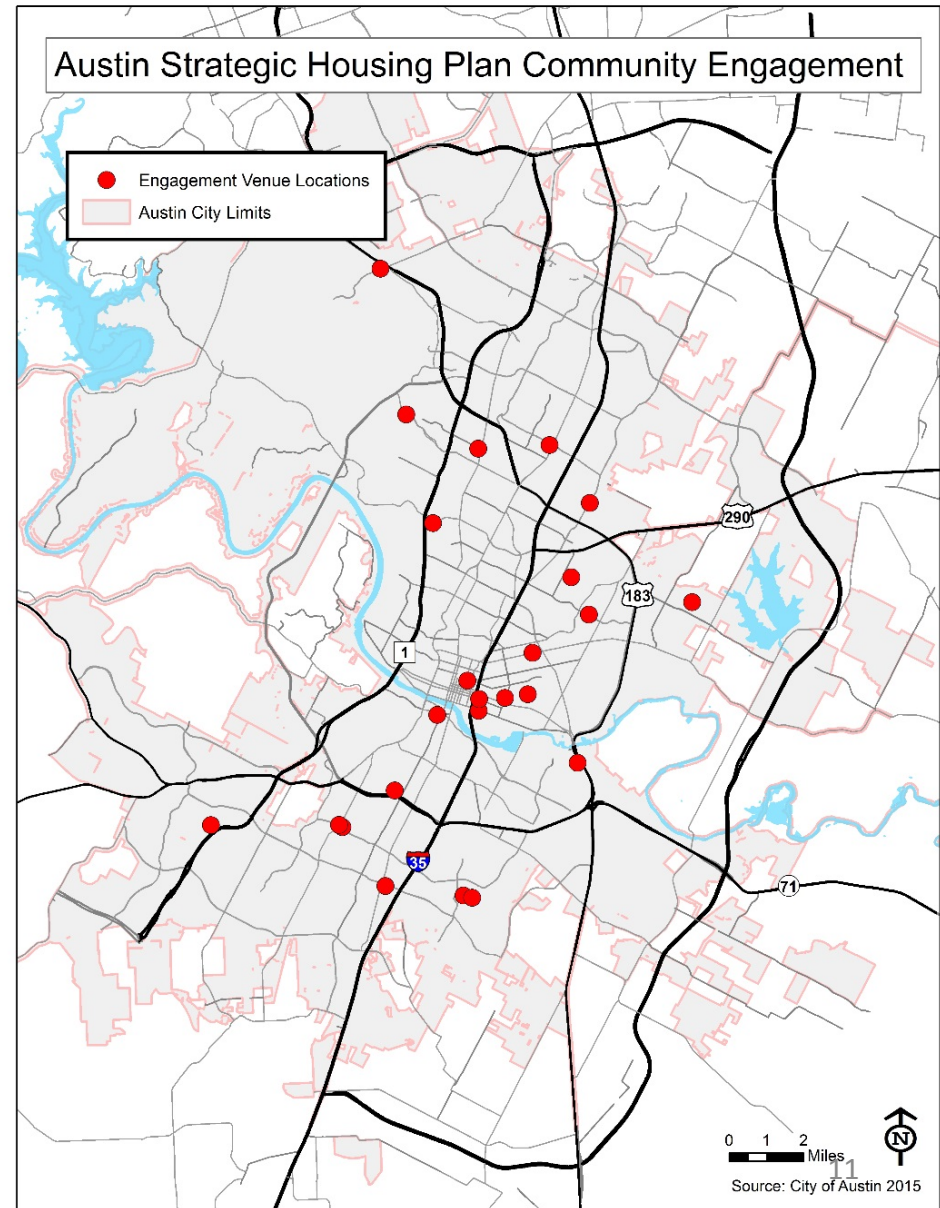 Austin Strategic Housing Plan Community Engagement
Engagement Venue Locations
Austin City Limits
290
183
1
35
71
N
0 1 2
Miles
11
Source: City of Austin 2015